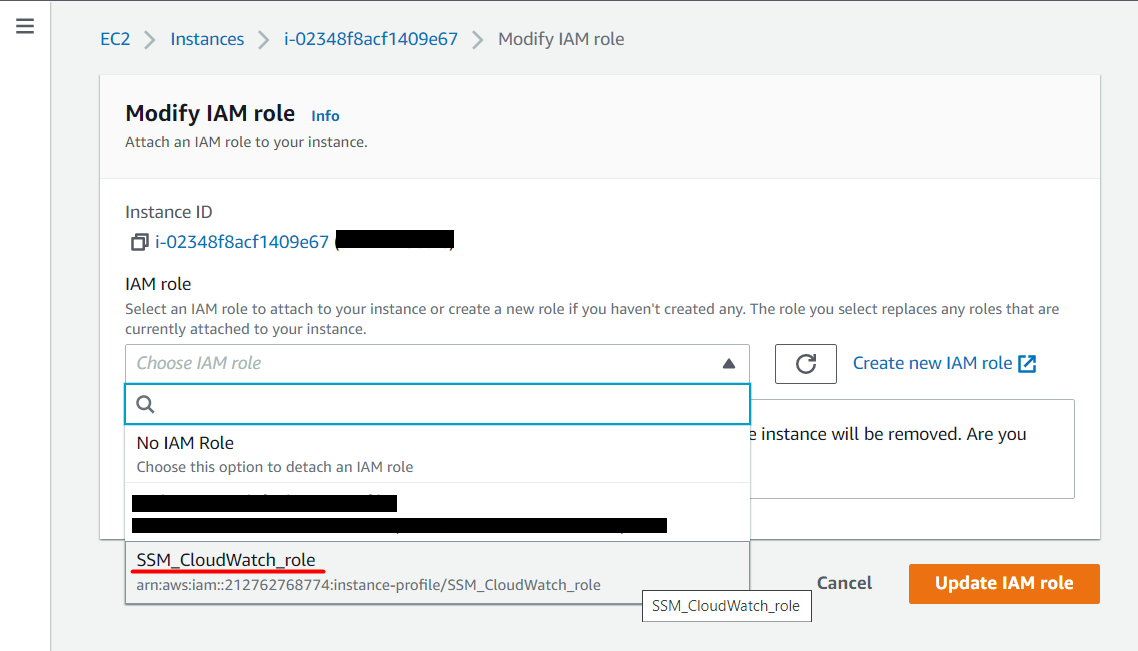 EC2 > Instances > i-02348f8acf1409e67 > Modify IAM role
Modify IAM role Info
Attach an IAM role to your instance.
Instance ID
i-02348f8acf1409e67
IAM role
Select an IAM role to attach to your instance or create a new role if you haven't created any. The role you select replaces any roles that are
currently attached to your instance.
Choose IAM role
Create new IAM role
No IAM Role
Choose this option to detach an IAM role
instance will be removed. Are you
SSM_CloudWatch_role
arn:aws:iam::212762768774:instance-profile/SSM_CloudWatch_role
SSM_CloudWatch_role
Cancel
Update IAM role